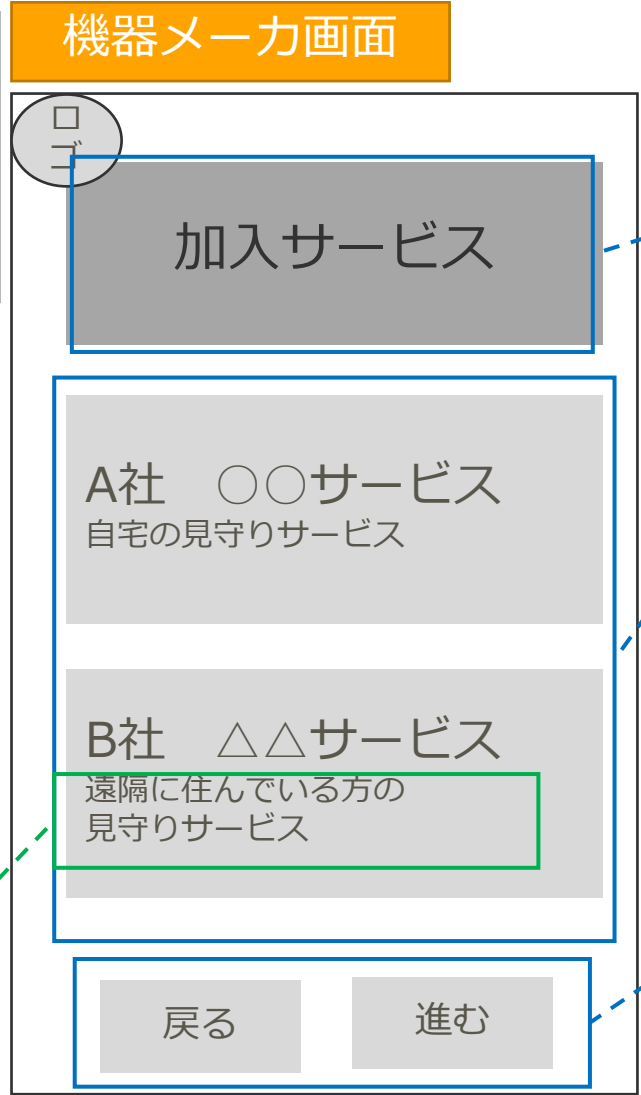 機器メーカ画面
ロ
ゴ
加入サービス
A社　○○サービス
自宅の見守りサービス
B社　△△サービス
遠隔に住んでいる方の
見守りサービス
戻る
進む